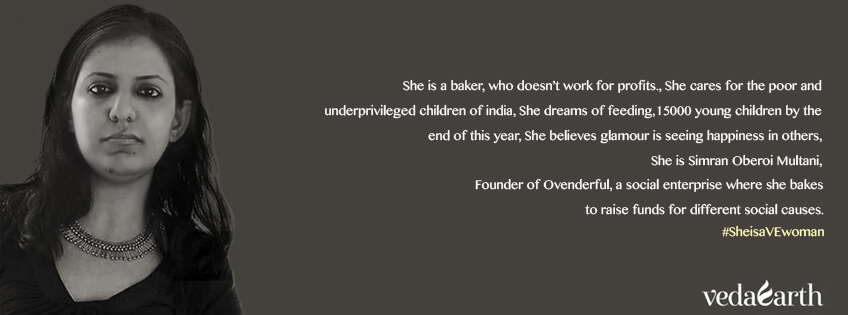 She is a baker, who doesn't work for profits., She cares for the poor and
underprivileged children of india, She dreams of feeding,15000 young children by the
end of this year, She believes glamour is seeing happiness in others,
She is Simran Oberoi Multani,
Founder of Ovenderful, a social enterprise where she bakes
to raise funds for different social causes.
#SheisaVEwoman
vedaEarth